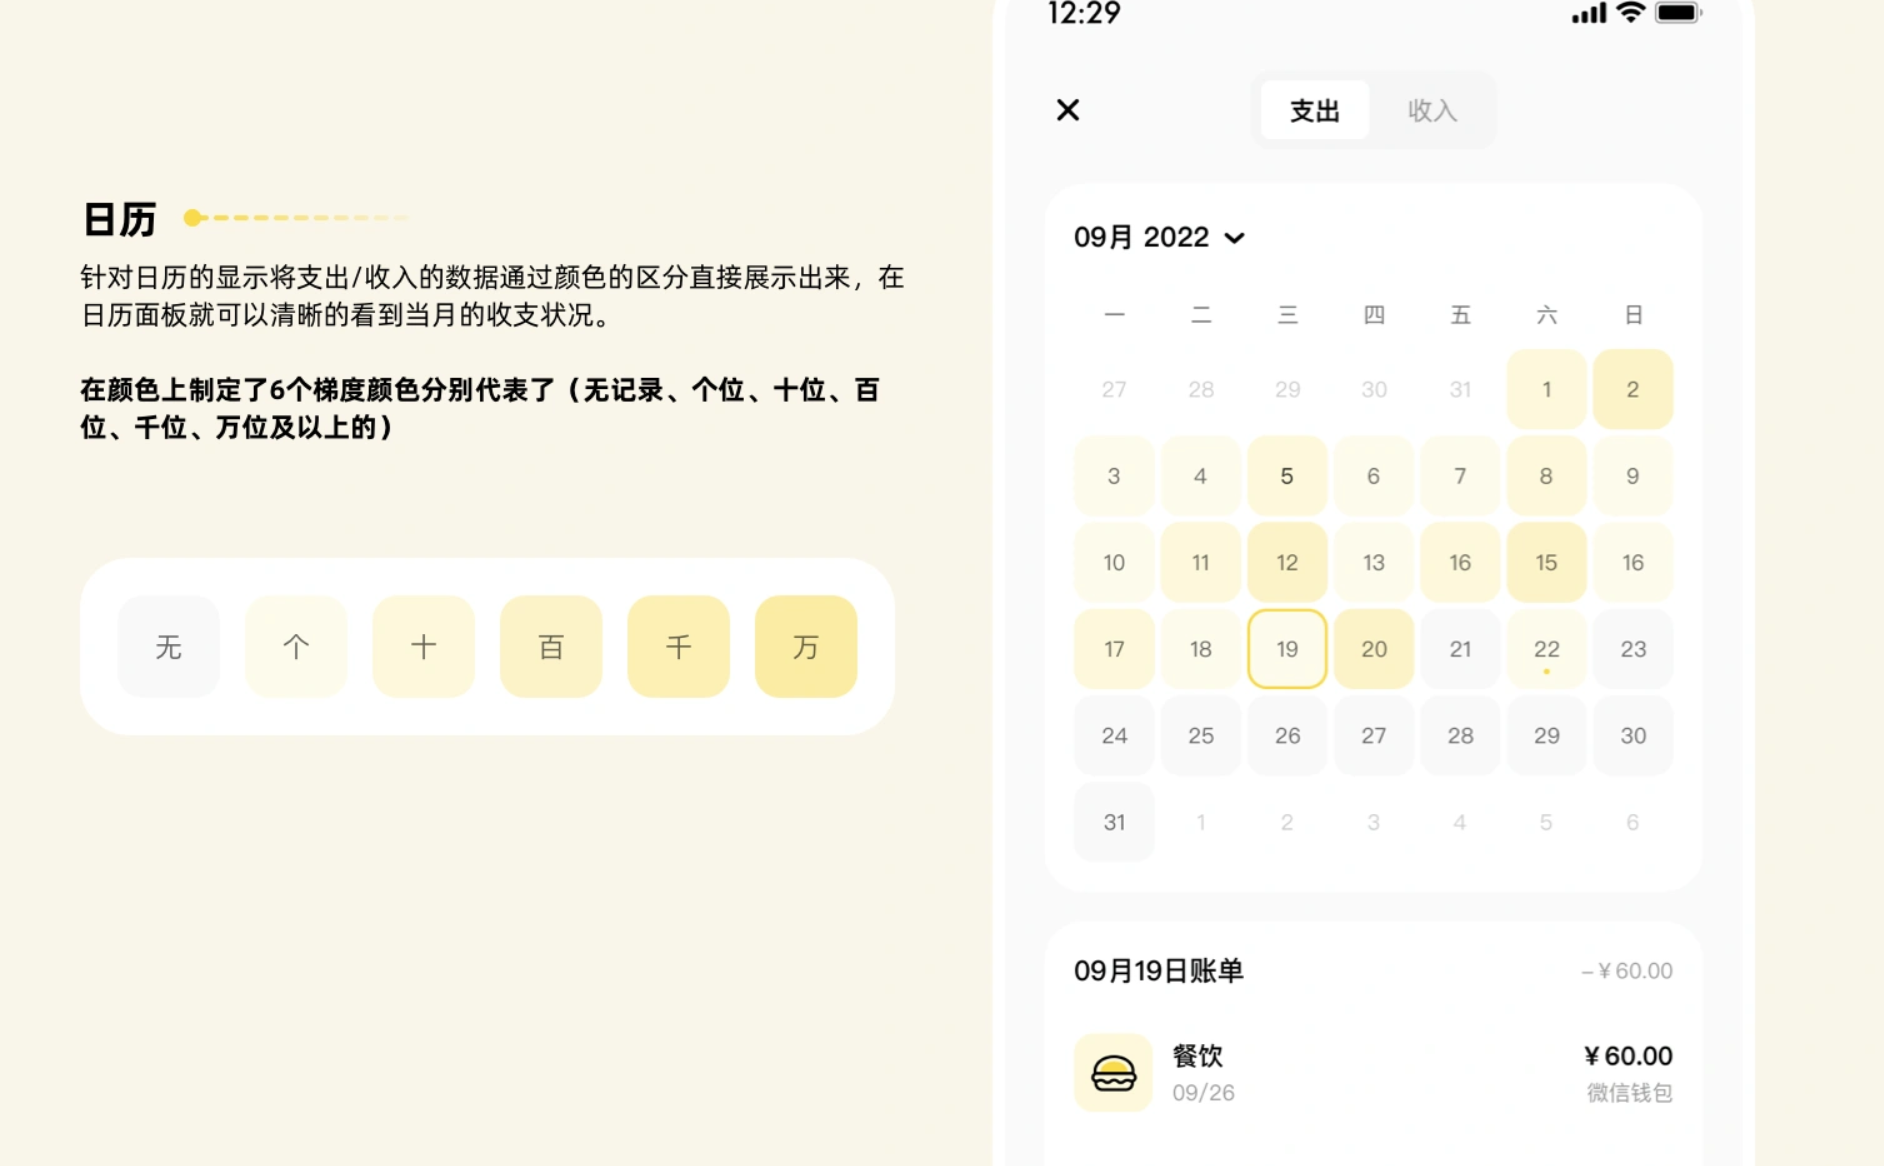 日历
针对日历的显示将支出/收入的数据通过颜色的区分直接展示出来，在
日历面板就可以清晰的看到当月的收支状况。
在颜色上制定了6个梯度颜色分别代表了（无记录、个位、十位、百
位、千位、万位及以上的）
无 个 十 百 千 万
12:29
支出 收入
09月 2022
一 二 三 四 五 六 日
27 28 29 30 31 1 2
3 4 5 6 7 8 9
10 11 12 13 16 15 16
17 18 19 20 21 22 23
24 25 26 27 28 29 30
31 1 2 3 4 5 6
09月19日账单 -¥60.00
餐饮 ¥60.00
09/26 微信钱包